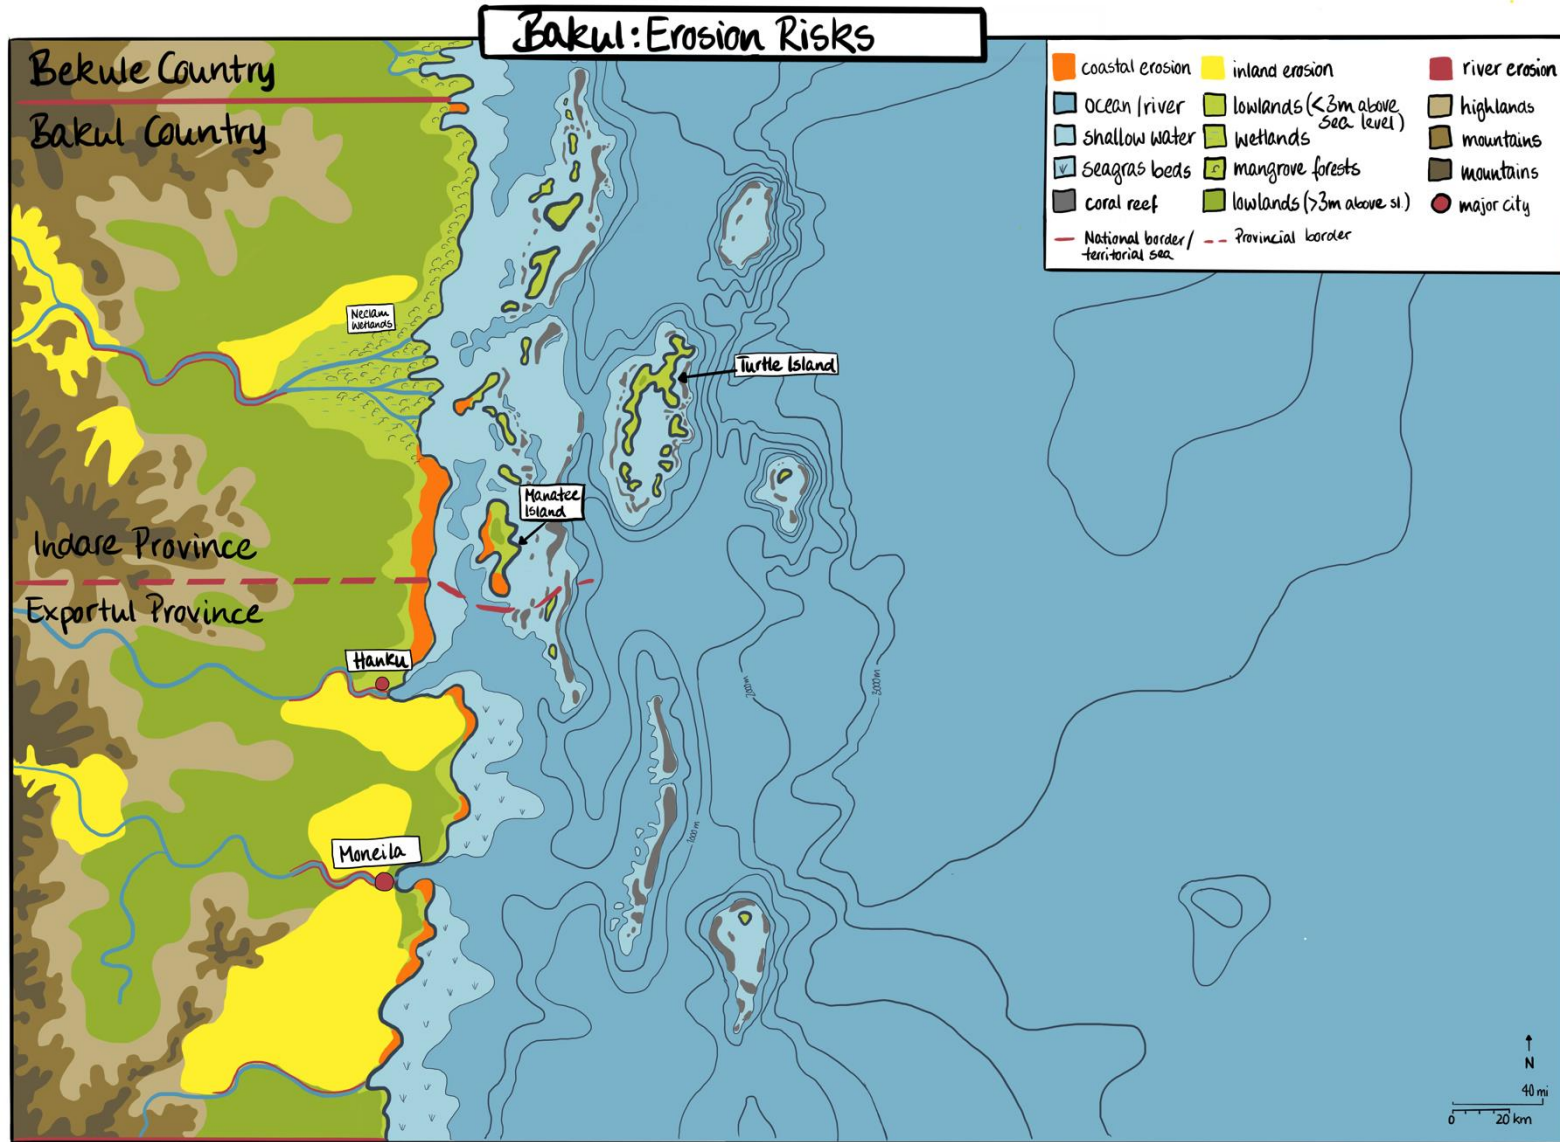 Bakul: Erosion Risks
Bekule Country
Bakul Country
coastal erosion
ocean/river
shallow water
seagras beds
coral reef
National border/
territorial sea
inland erosion
lowlands (<3m above
sea level)
wetlands
mangrove forests
lowlands (>3m above sl.)
Provincial border
river erosion
highlands
mountains
mountains
major city
Neclam
Wetlands
Turtle Island
Manatee
Island
Indare Province
Exportul Province
Hanku
2000m
3000m
1000m
Moneila
N
40 mi
0 20 km